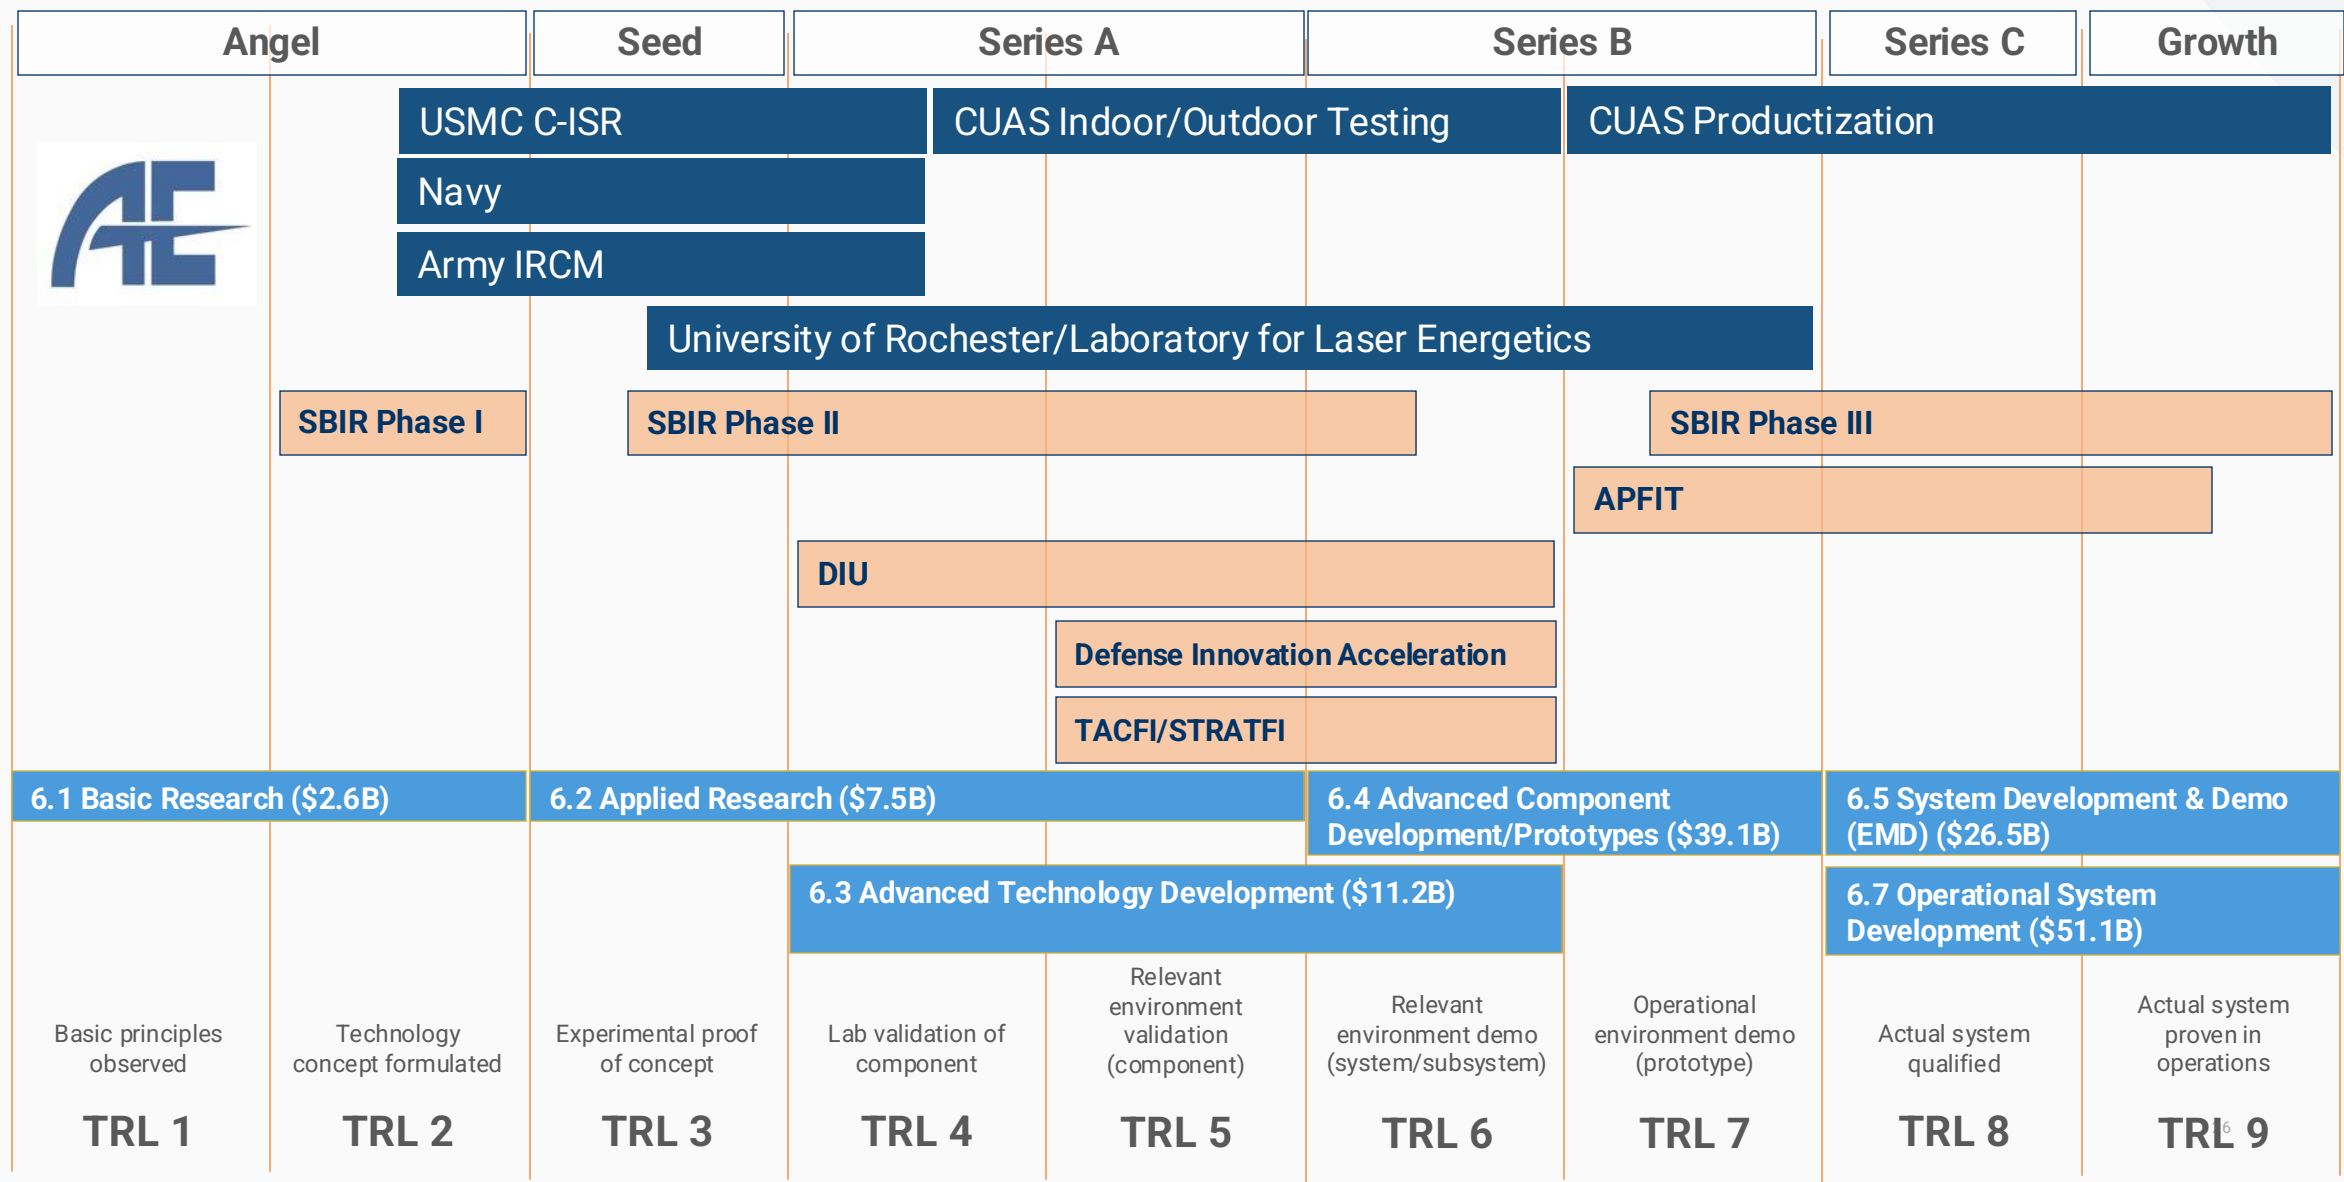 Angel
Seed
Series A
Series B
Series C
Growth
USMC C-ISR
CUAS Indoor/Outdoor Testing
CUAS Productization
AE
Navy
Army IRCM
University of Rochester/Laboratory for Laser Energetics
SBIR Phase I
SBIR Phase II
SBIR Phase III
APFIT
DIU
Defense Innovation Acceleration
TACFI/STRATFI
6.1 Basic Research ($2.6B)
6.2 Applied Research ($7.5B)
6.4 Advanced Component
Development/Prototypes ($39.1B)
6.5 System Development & Demo
(EMD) ($26.5B)
6.3 Advanced Technology Development ($11.2B)
6.7 Operational System
Development ($51.1B)
Basic principles
observed
Technology
concept formulated
Experimental proof
of concept
Lab validation of
component
Relevant
environment
validation
(component)
Relevant
environment demo
(system/subsystem)
Operational
environment demo
(prototype)
Actual system
qualified
Actual system
proven in
operations
TRL 1
TRL 2
TRL 3
TRL 4
TRL 5
TRL 6
TRL 7
TRL 8
TRL 9